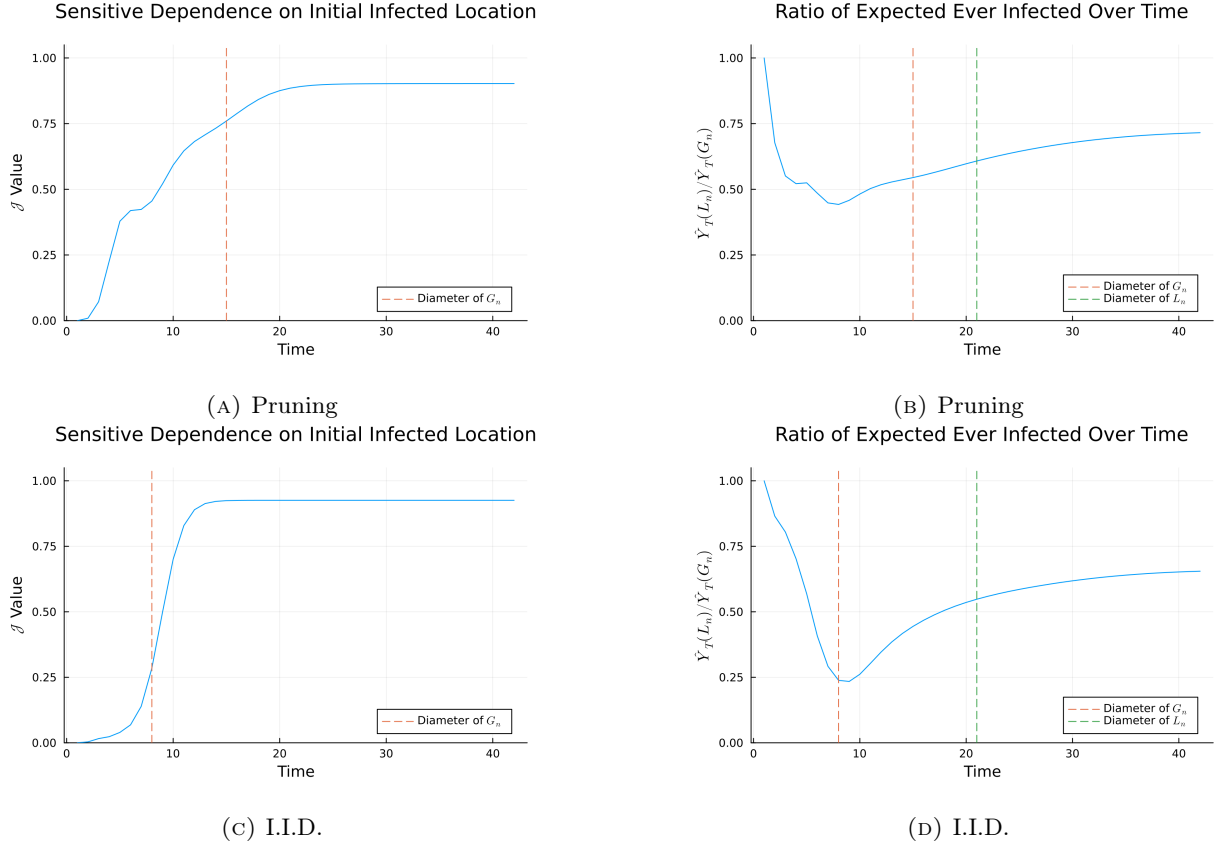 Sensitive Dependence on Initial Infected Location
1.00
0.75
0.50
0.25
0.00
𝒥 Value
0 10 20 30 40
Time
Diameter of G_n
(A) Pruning
Ratio of Expected Ever Infected Over Time
1.00
0.75
0.50
0.25
0.00
Ŷ_T(L_n)/Ŷ_T(G_n)
0 10 20 30 40
Time
Diameter of G_n
Diameter of L_n
(B) Pruning
Sensitive Dependence on Initial Infected Location
1.00
0.75
0.50
0.25
0.00
𝒥 Value
0 10 20 30 40
Time
Diameter of G_n
(C) I.I.D.
Ratio of Expected Ever Infected Over Time
1.00
0.75
0.50
0.25
0.00
Ŷ_T(L_n)/Ŷ_T(G_n)
0 10 20 30 40
Time
Diameter of G_n
Diameter of L_n
(D) I.I.D.